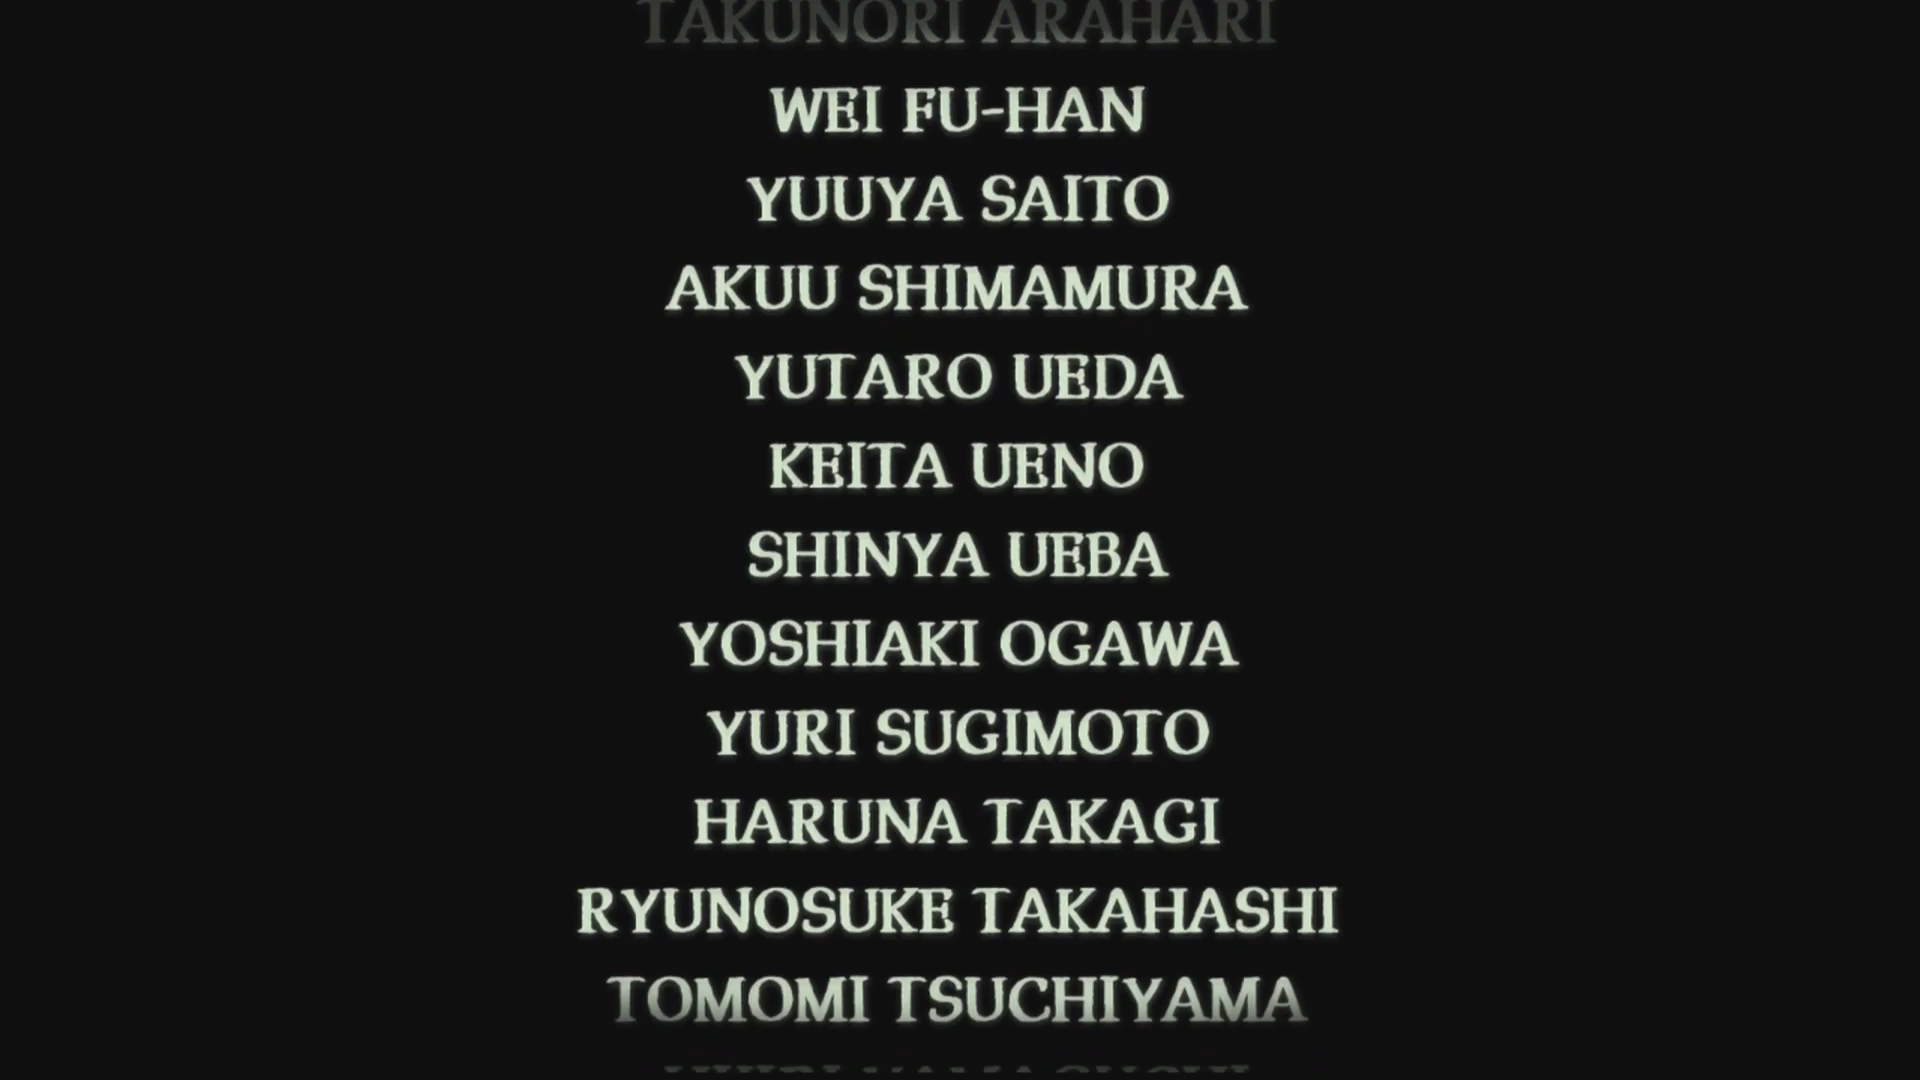 TAKUNORI ARAHARI
WEI FU-HAN
YUUYA SAITO
AKUU SHIMAMURA
YUTARO UEDA
KEITA UENO
SHINYA UEBA
YOSHIAKI OGAWA
YURI SUGIMOTO
HARUNA TAKAGI
RYUNOSUKE TAKAHASHI
TOMOMI TSUCHIYAMA